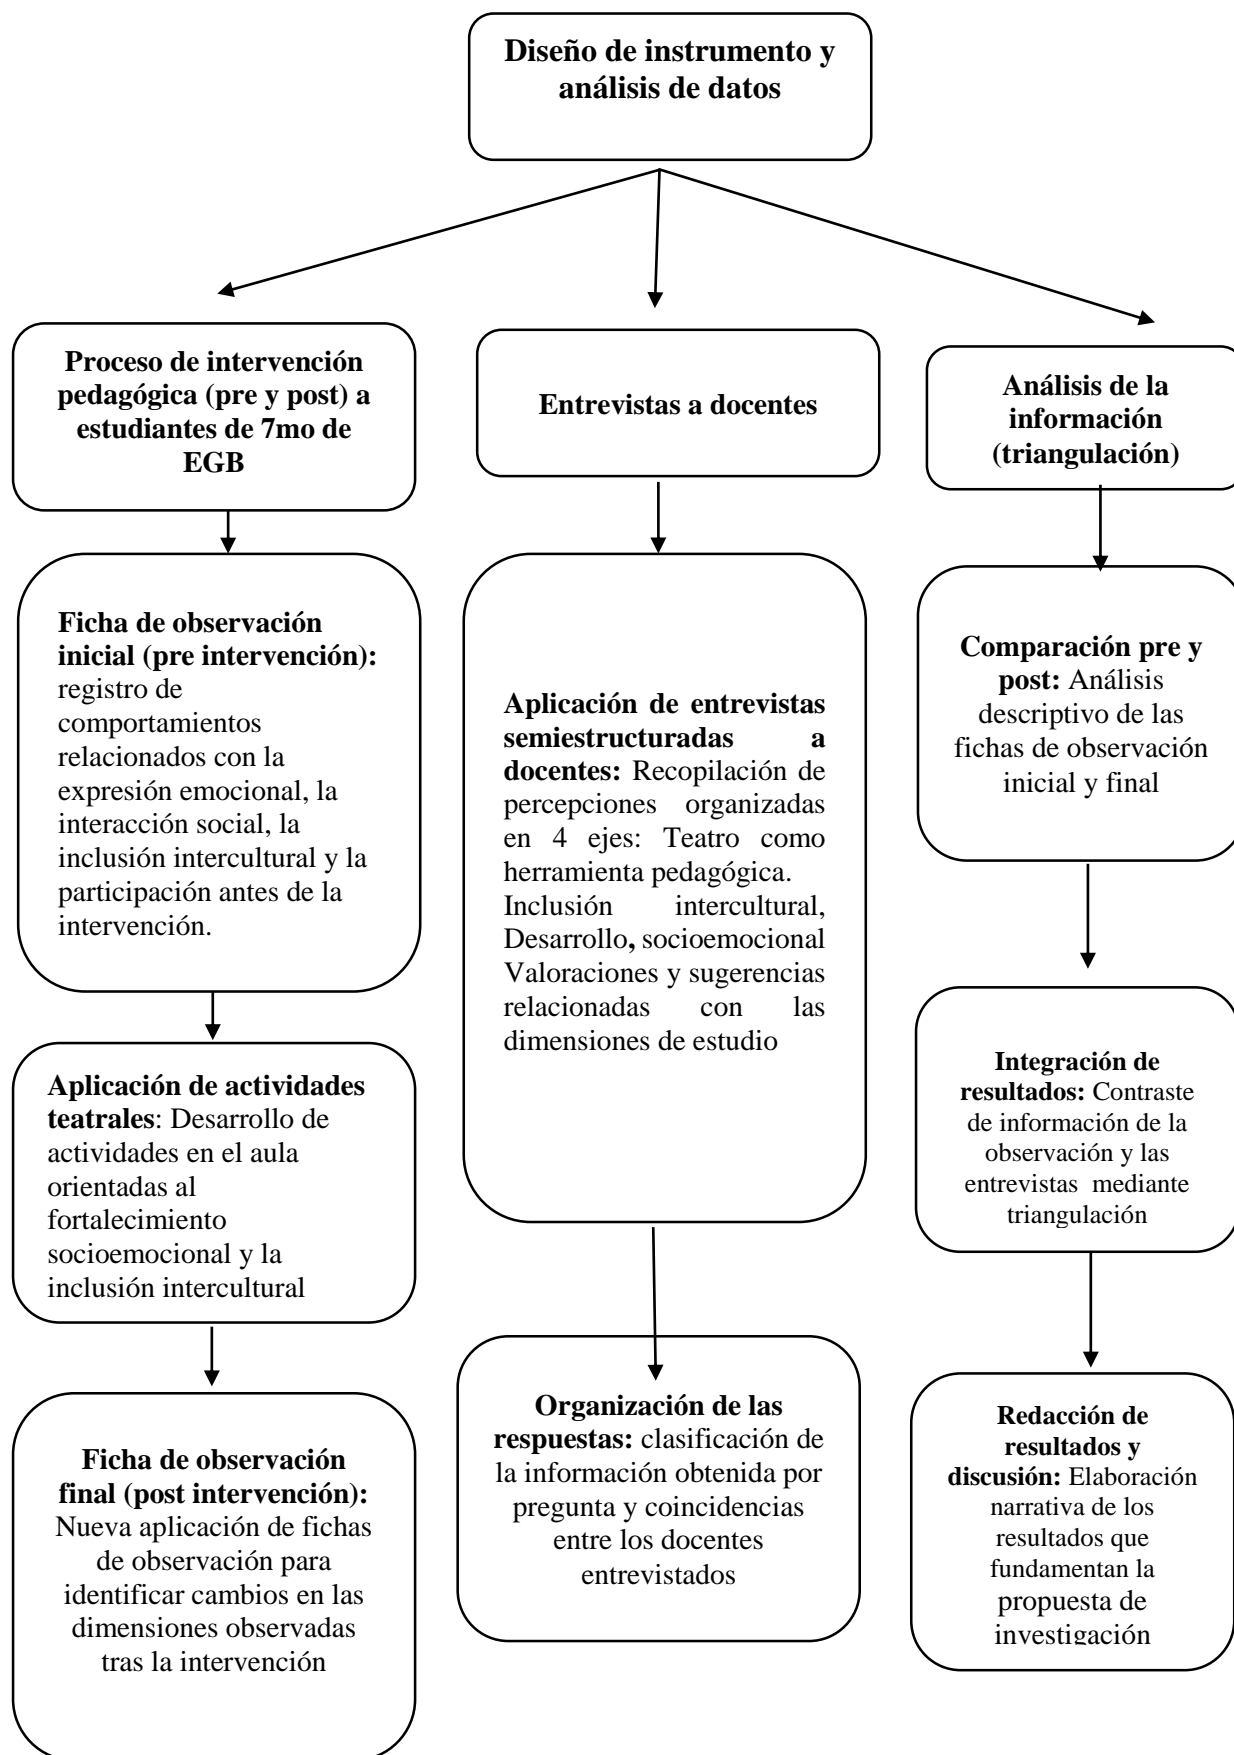 Diseño de instrumento y
análisis de datos
Proceso de intervención
pedagógica (pre y post) a
estudiantes de 7mo de
EGB
Ficha de observación
inicial (pre intervención):
registro de
comportamientos
relacionados con la
expresión emocional, la
interacción social, la
inclusión intercultural y la
participación antes de la
intervención.
Aplicación de actividades
teatrales: Desarrollo de
actividades en el aula
orientadas al
fortalecimiento
socioemocional y la
inclusión intercultural
Ficha de observación
final (post intervención):
Nueva aplicación de fichas
de observación para
identificar cambios en las
dimensiones observadas
tras la intervención
Entrevistas a docentes
Aplicación de entrevistas
semiestructuradas a
docentes: Recopilación de
percepciones organizadas
en 4 ejes: Teatro como
herramienta pedagógica.
Inclusión intercultural,
Desarrollo, socioemocional
Valoraciones y sugerencias
relacionadas con las
dimensiones de estudio
Organización de las
respuestas: clasificación de
la información obtenida por
pregunta y coincidencias
entre los docentes
entrevistados
Análisis de la
información
(triangulación)
Comparación pre y
post: Análisis
descriptivo de las
fichas de observación
inicial y final
Integración de
resultados: Contraste
de información de la
observación y las
entrevistas mediante
triangulación
Redacción de
resultados y
discusión: Elaboración
narrativa de los
resultados que
fundamentan la
propuesta de
investigación